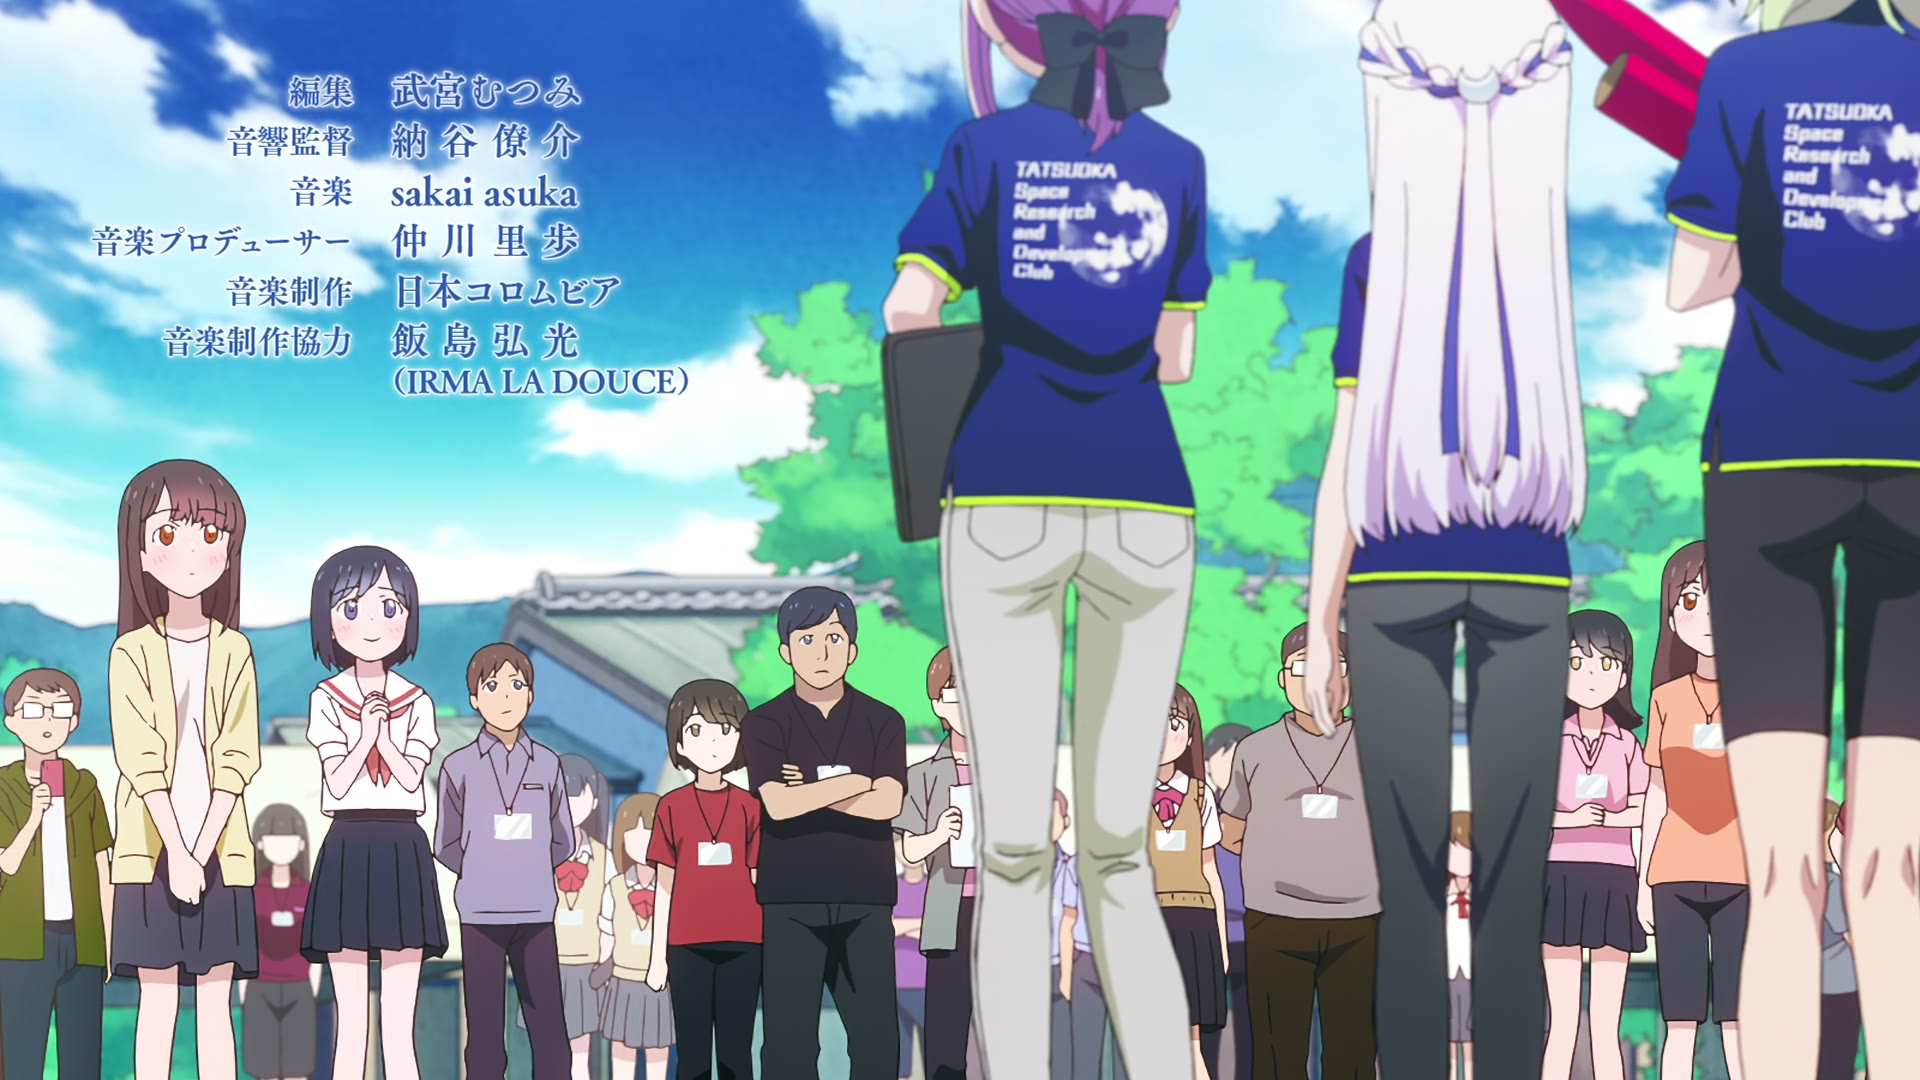 編集 武宮むつみ
音響監督 納谷僚介
音楽 sakai asuka
音楽プロデューサー 仲川里歩
音楽制作 日本コロムビア
音楽制作協力 飯島弘光
（IRMA LA DOUCE）
TATSUOKA
Space
Research
and
Development
Club
TATSUOKA
Space
Research
and
Development
Club